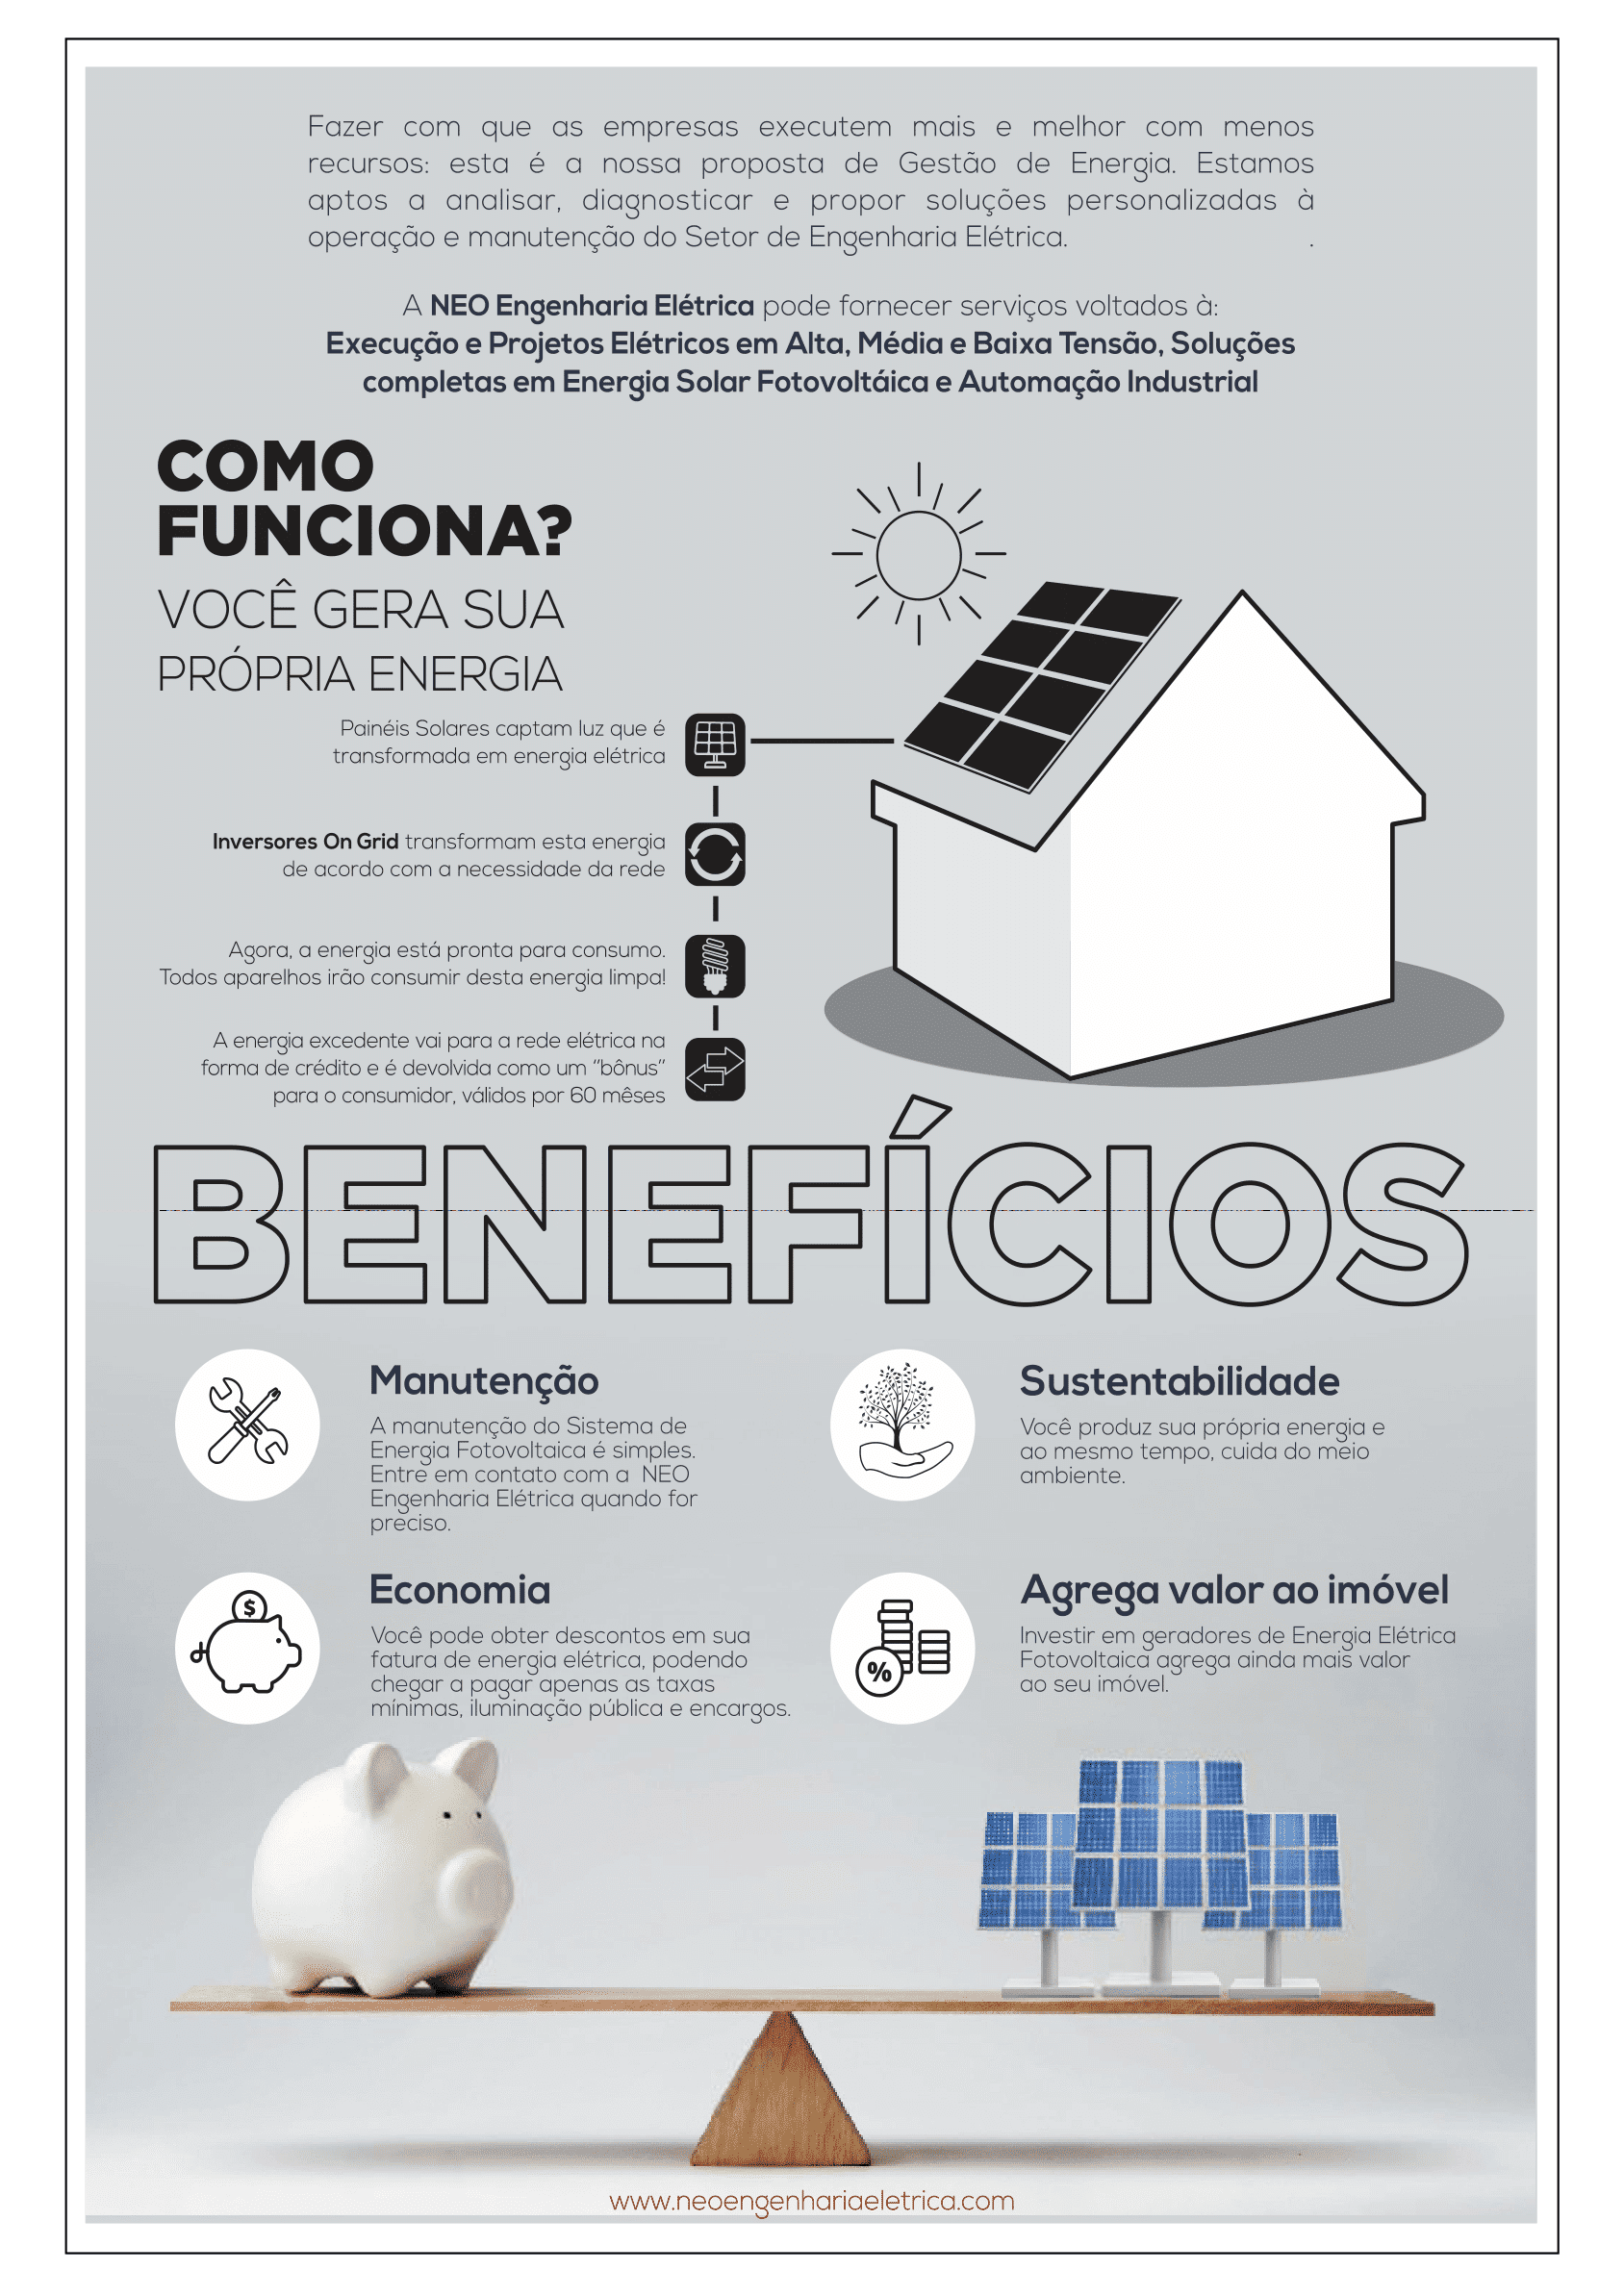 Fazer com que as empresas executem mais e melhor com menos
recursos: esta é a nossa proposta de Gestão de Energia. Estamos
aptos a analisar, diagnosticar e propor soluções personalizadas à
operação e manutenção do Setor de Engenharia Elétrica. .
A NEO Engenharia Elétrica pode fornecer serviços voltados à:
Execução e Projetos Elétricos em Alta, Média e Baixa Tensão, Soluções
completas em Energia Solar Fotovoltáica e Automação Industrial
COMO
FUNCIONA?
VOCÊ GERA SUA
PRÓPRIA ENERGIA
Painéis Solares captam luz que é
transformada em energia elétrica
Inversores On Grid transformam esta energia
de acordo com a necessidade da rede
Agora, a energia está pronta para consumo.
Todos aparelhos irão consumir desta energia limpa!
A energia excedente vai para a rede elétrica na
forma de crédito e é devolvida como um "bônus"
para o consumidor, válidos por 60 mêses
BENEFÍCIOS
Manutenção
A manutenção do Sistema de
Energia Fotovoltaica é simples.
Entre em contato com a NEO
Engenharia Elétrica quando for
preciso.
Sustentabilidade
Você produz sua própria energia e
ao mesmo tempo, cuida do meio
ambiente.
$
Economia
Você pode obter descontos em sua
fatura de energia elétrica, podendo
chegar a pagar apenas as taxas
mínimas, iluminação pública e encargos.
%
Agrega valor ao imóvel
Investir em geradores de Energia Elétrica
Fotovoltaica agrega ainda mais valor
ao seu imóvel.
www.neoengenhariaeletrica.com